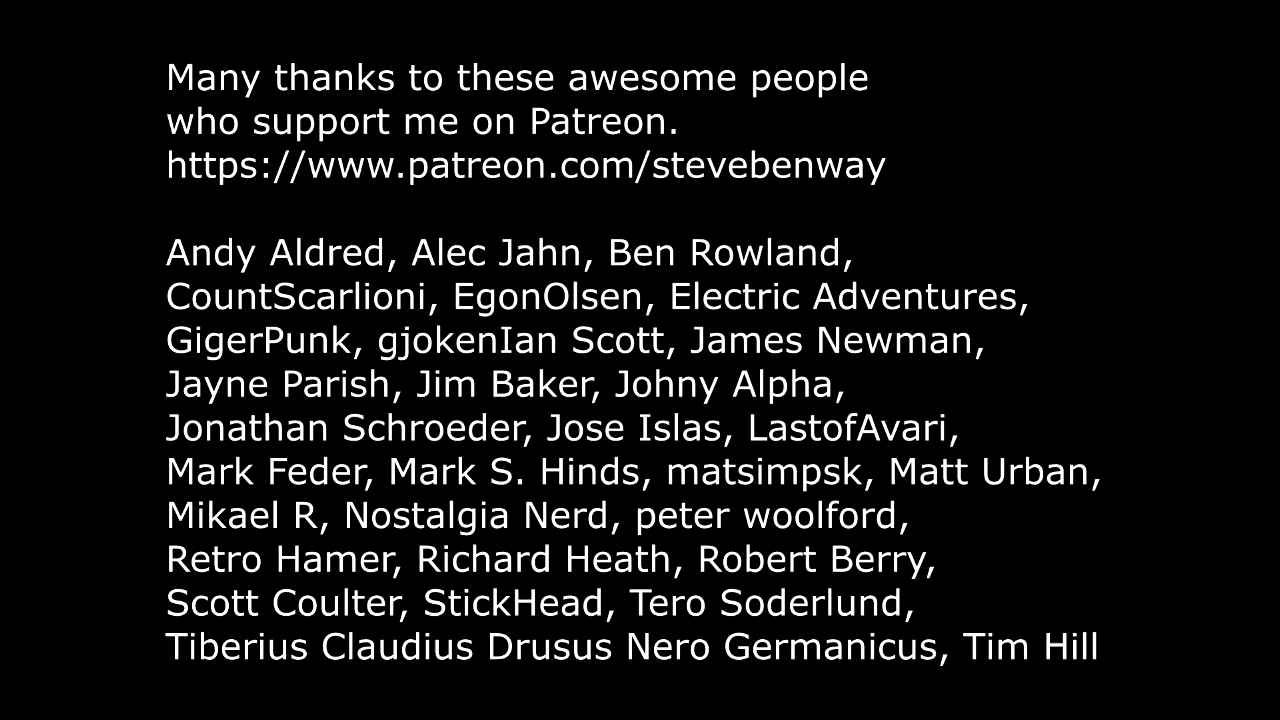 Many thanks to these awesome people
who support me on Patreon.
https://www.patreon.com/stevebenway
Andy Aldred, Alec Jahn, Ben Rowland,
CountScarlioni, EgonOlsen, Electric Adventures,
GigerPunk, gjokenIan Scott, James Newman,
Jayne Parish, Jim Baker, Johny Alpha,
Jonathan Schroeder, Jose Islas, LastofAvari,
Mark Feder, Mark S. Hinds, matsimpsk, Matt Urban,
Mikael R, Nostalgia Nerd, peter woolford,
Retro Hamer, Richard Heath, Robert Berry,
Scott Coulter, StickHead, Tero Soderlund,
Tiberius Claudius Drusus Nero Germanicus, Tim Hill